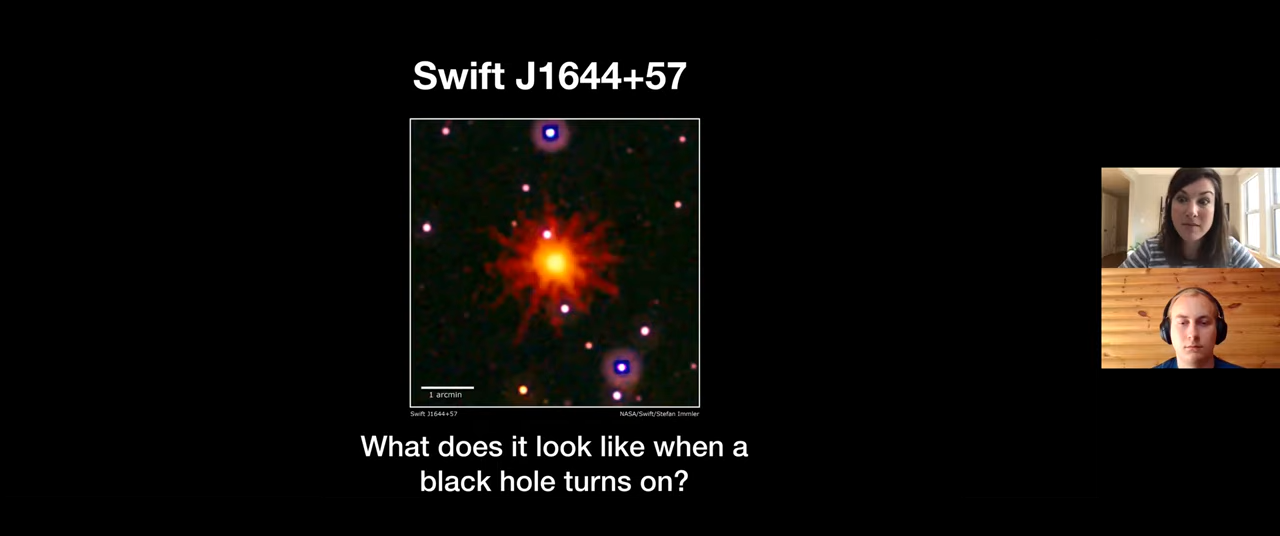 Swift J1644+57
1 arcmin
Swift J1644+57 NASA/Swift/Stefan Immler
What does it look like when a
black hole turns on?